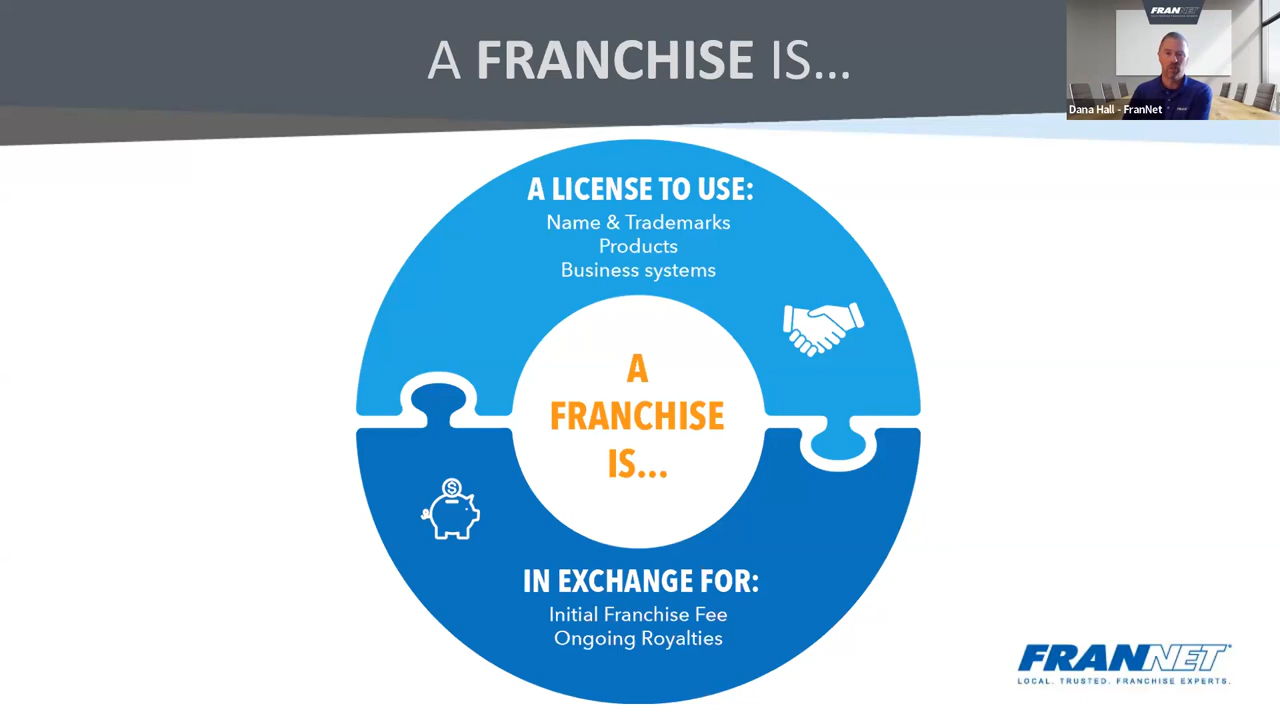 A FRANCHISE IS...
FRANNET
Dana Hall - FranNet
A LICENSE TO USE:
Name & Trademarks
Products
Business systems
A
FRANCHISE
IS...
$
IN EXCHANGE FOR:
Initial Franchise Fee
Ongoing Royalties
FRANNET
LOCAL. TRUSTED. FRANCHISE EXPERTS.